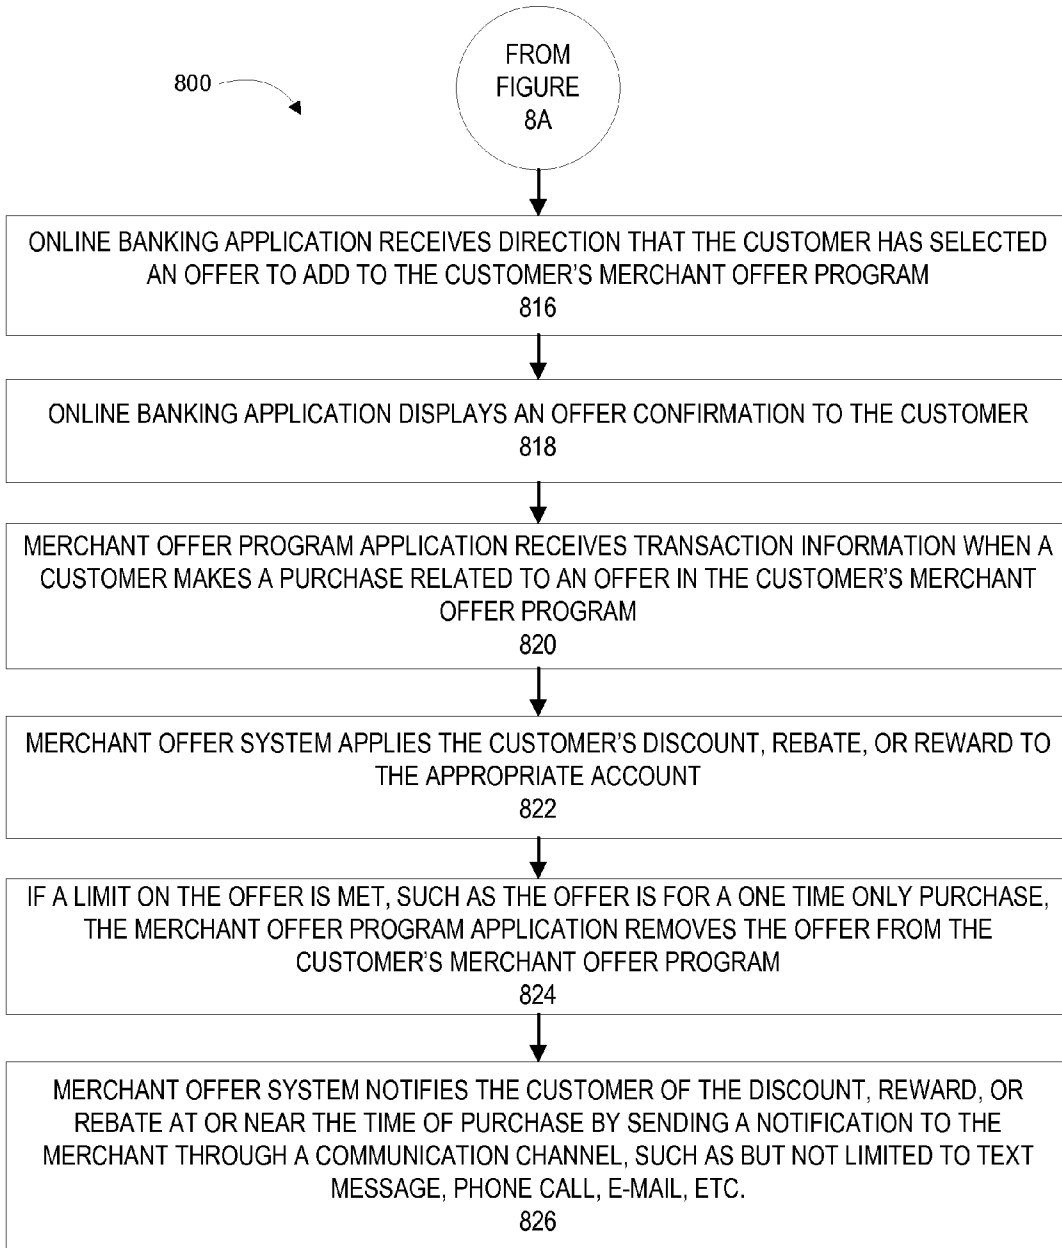 800
FROM
FIGURE
8A
ONLINE BANKING APPLICATION RECEIVES DIRECTION THAT THE CUSTOMER HAS SELECTED
AN OFFER TO ADD TO THE CUSTOMER'S MERCHANT OFFER PROGRAM
816
ONLINE BANKING APPLICATION DISPLAYS AN OFFER CONFIRMATION TO THE CUSTOMER
818
MERCHANT OFFER PROGRAM APPLICATION RECEIVES TRANSACTION INFORMATION WHEN A
CUSTOMER MAKES A PURCHASE RELATED TO AN OFFER IN THE CUSTOMER'S MERCHANT
OFFER PROGRAM
820
MERCHANT OFFER SYSTEM APPLIES THE CUSTOMER'S DISCOUNT, REBATE, OR REWARD TO
THE APPROPRIATE ACCOUNT
822
IF A LIMIT ON THE OFFER IS MET, SUCH AS THE OFFER IS FOR A ONE TIME ONLY PURCHASE,
THE MERCHANT OFFER PROGRAM APPLICATION REMOVES THE OFFER FROM THE
CUSTOMER'S MERCHANT OFFER PROGRAM
824
MERCHANT OFFER SYSTEM NOTIFIES THE CUSTOMER OF THE DISCOUNT, REWARD, OR
REBATE AT OR NEAR THE TIME OF PURCHASE BY SENDING A NOTIFICATION TO THE
MERCHANT THROUGH A COMMUNICATION CHANNEL, SUCH AS BUT NOT LIMITED TO TEXT
MESSAGE, PHONE CALL, E-MAIL, ETC.
826